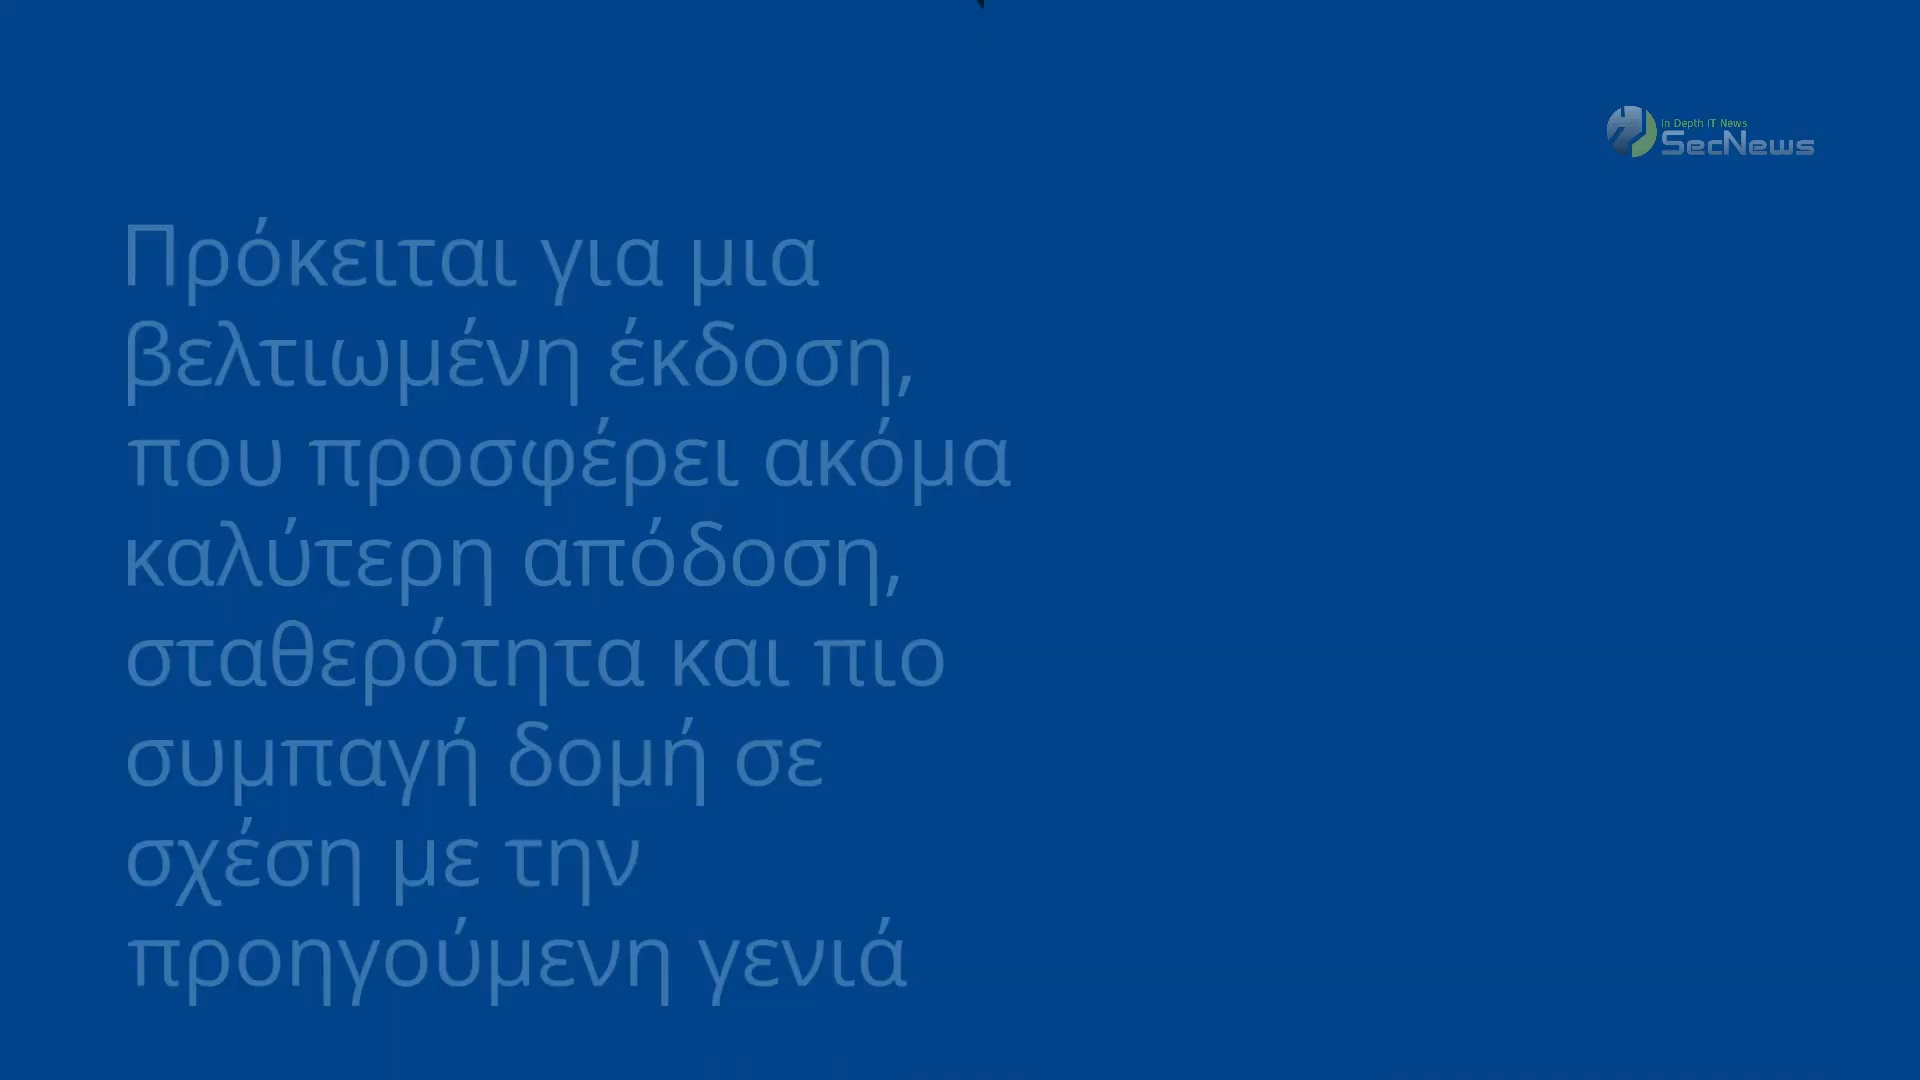 In Depth IT News
SecNews
Πρόκειται για μια
βελτιωμένη έκδοση,
που προσφέρει ακόμα
καλύτερη απόδοση,
σταθερότητα και πιο
συμπαγή δομή σε
σχέση με την
προηγούμενη γενιά